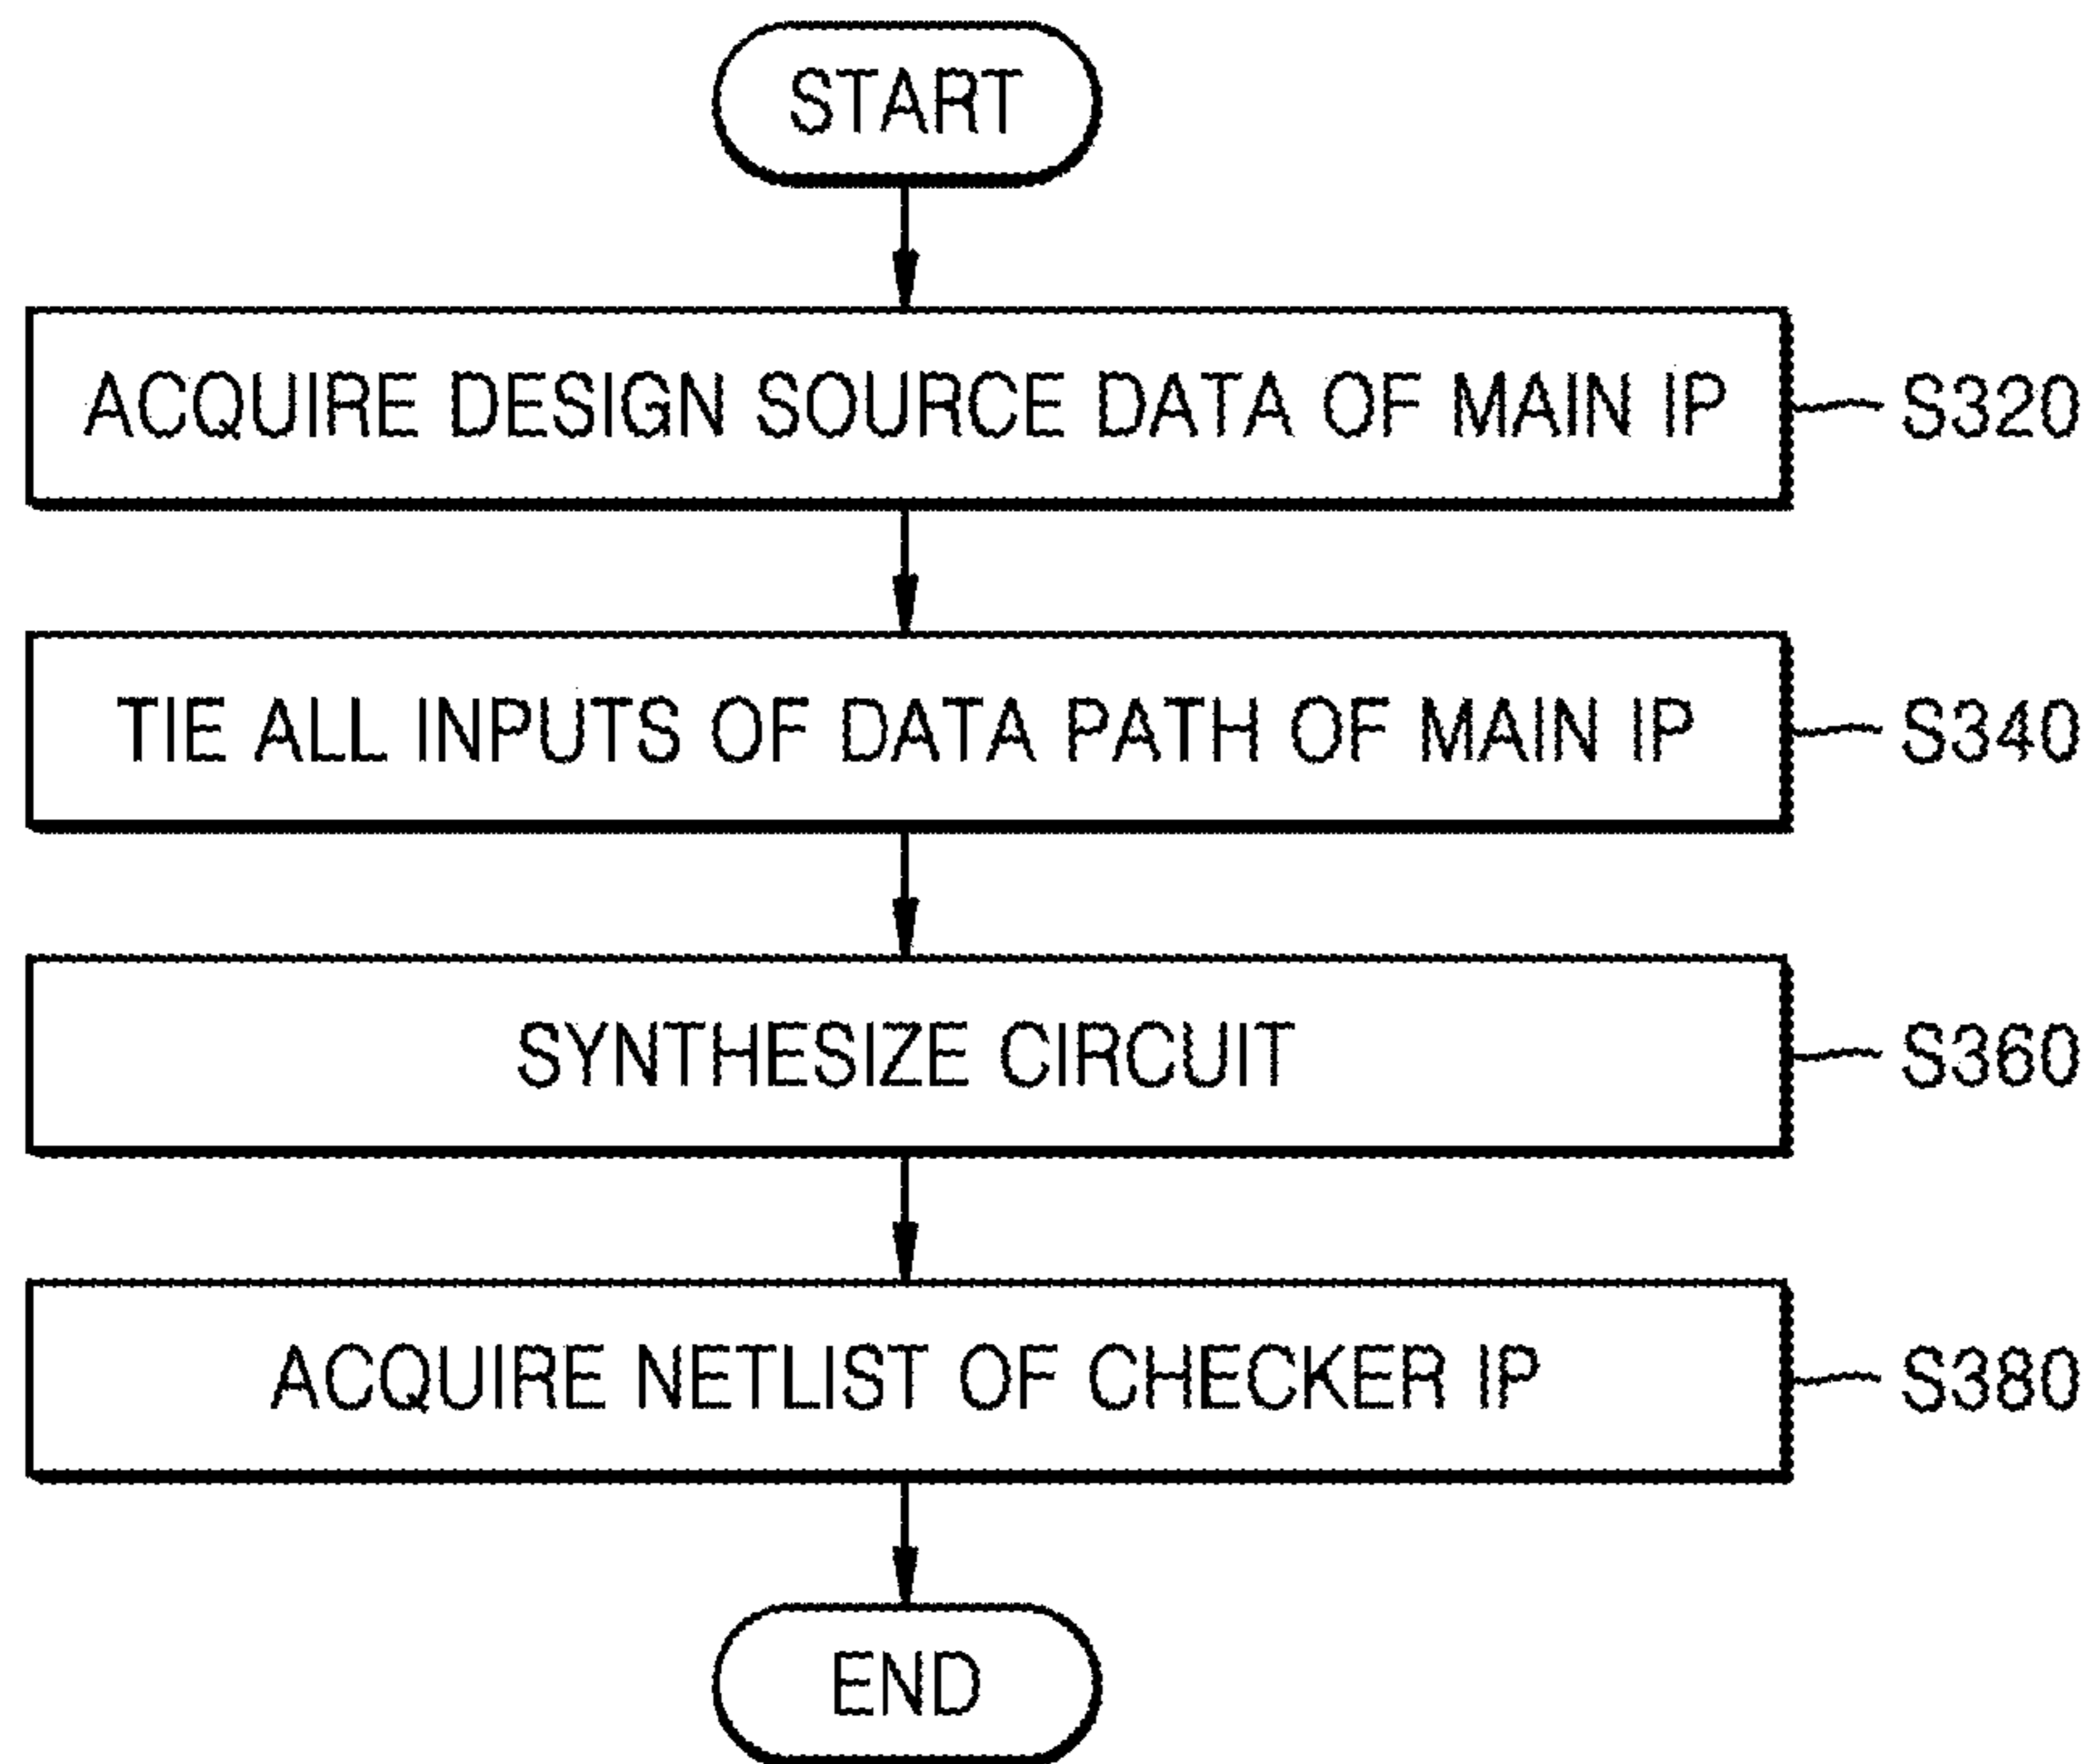 START
ACQUIRE DESIGN SOURCE DATA OF MAIN IP
S320
TIE ALL INPUTS OF DATA PATH OF MAIN IP
S340
SYNTHESIZE CIRCUIT
S360
ACQUIRE NETLIST OF CHECKER IP
S380
END